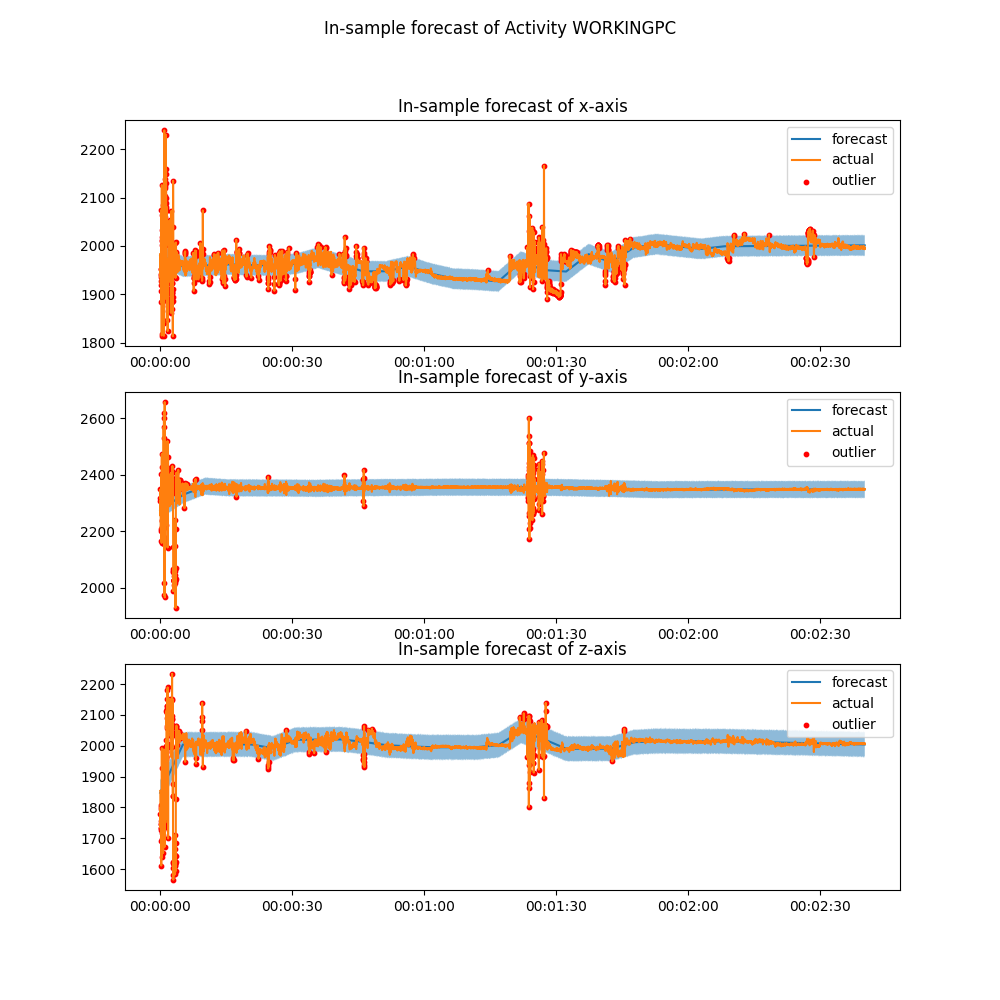 In-sample forecast of Activity WORKINGPC
In-sample forecast of x-axis
2200
2100
2000
1900
1800
forecast
actual
outlier
00:00:00 00:00:30 00:01:00 00:01:30 00:02:00 00:02:30
In-sample forecast of y-axis
2600
2400
2200
2000
forecast
actual
outlier
00:00:00 00:00:30 00:01:00 00:01:30 00:02:00 00:02:30
In-sample forecast of z-axis
2200
2100
2000
1900
1800
1700
1600
forecast
actual
outlier
00:00:00 00:00:30 00:01:00 00:01:30 00:02:00 00:02:30